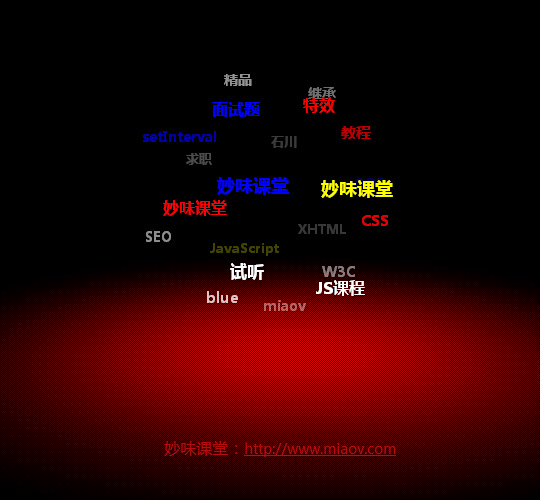 精品
继承
特效
面试题
教程
setInterval
石川
求职
妙味课堂
妙味课堂
妙味课堂
CSS
XHTML
SEO
JavaScript
试听
W3C
JS课程
blue
miaov
妙味课堂：http://www.miaov.com